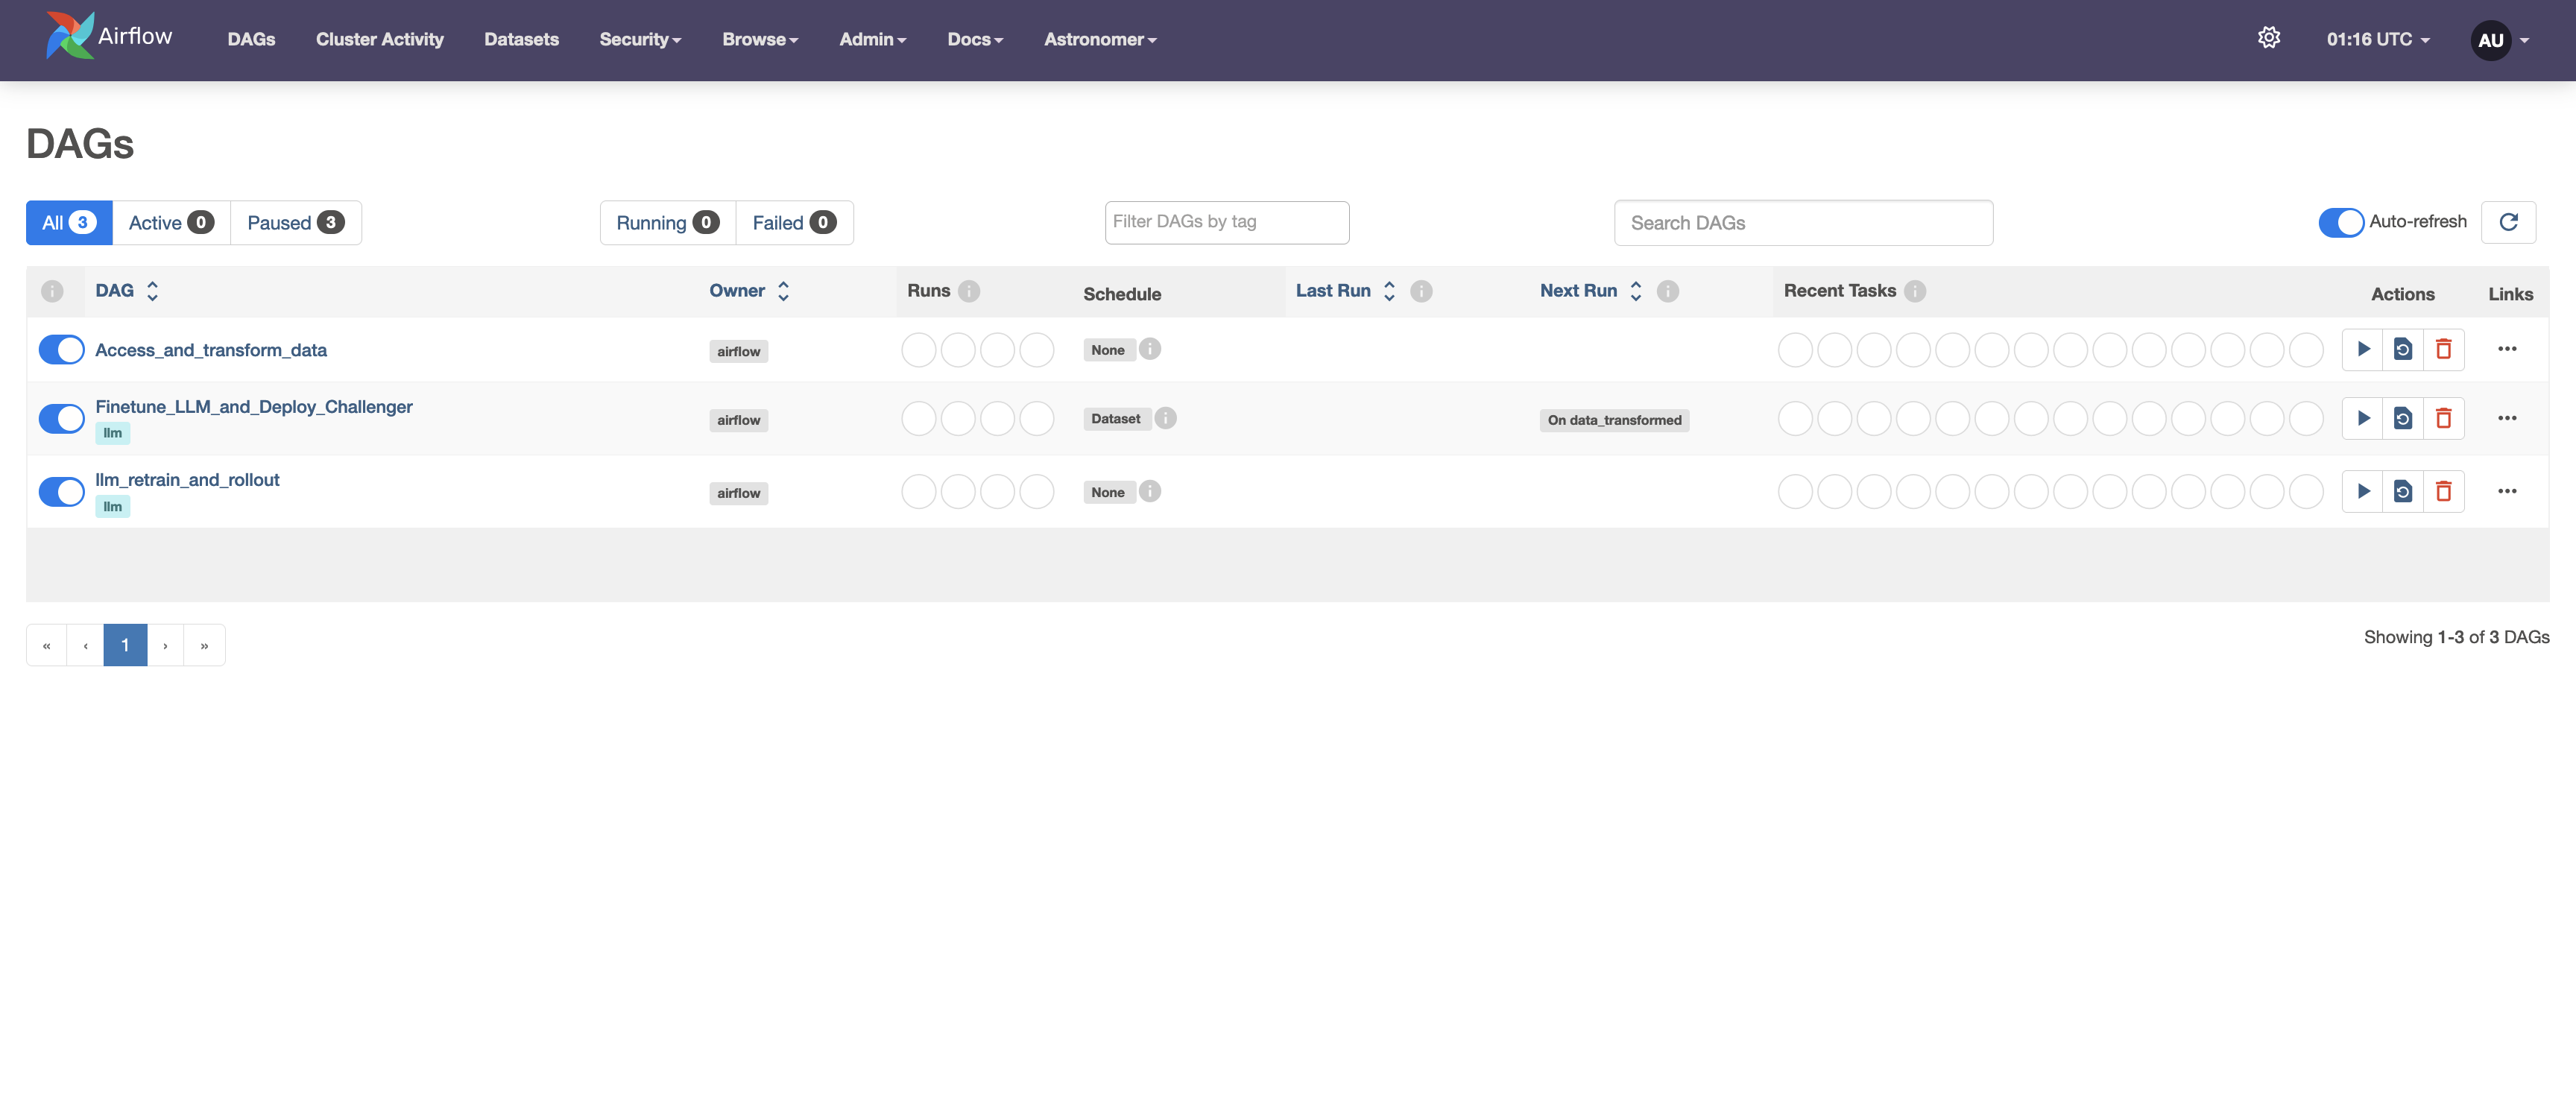 Airflow DAGs Cluster Activity Datasets Security Browse Admin Docs Astronomer 01:16 UTC AU
DAGs
All 3 Active 0 Paused 3 Running 0 Failed 0 Filter DAGs by tag Search DAGs Auto-refresh
DAG Owner Runs Schedule Last Run Next Run Recent Tasks Actions Links
Access_and_transform_data airflow None
Finetune_LLM_and_Deploy_Challenger
llm airflow Dataset On data_transformed
llm_retrain_and_rollout
llm airflow None
« ‹ 1 › »
Showing 1-3 of 3 DAGs